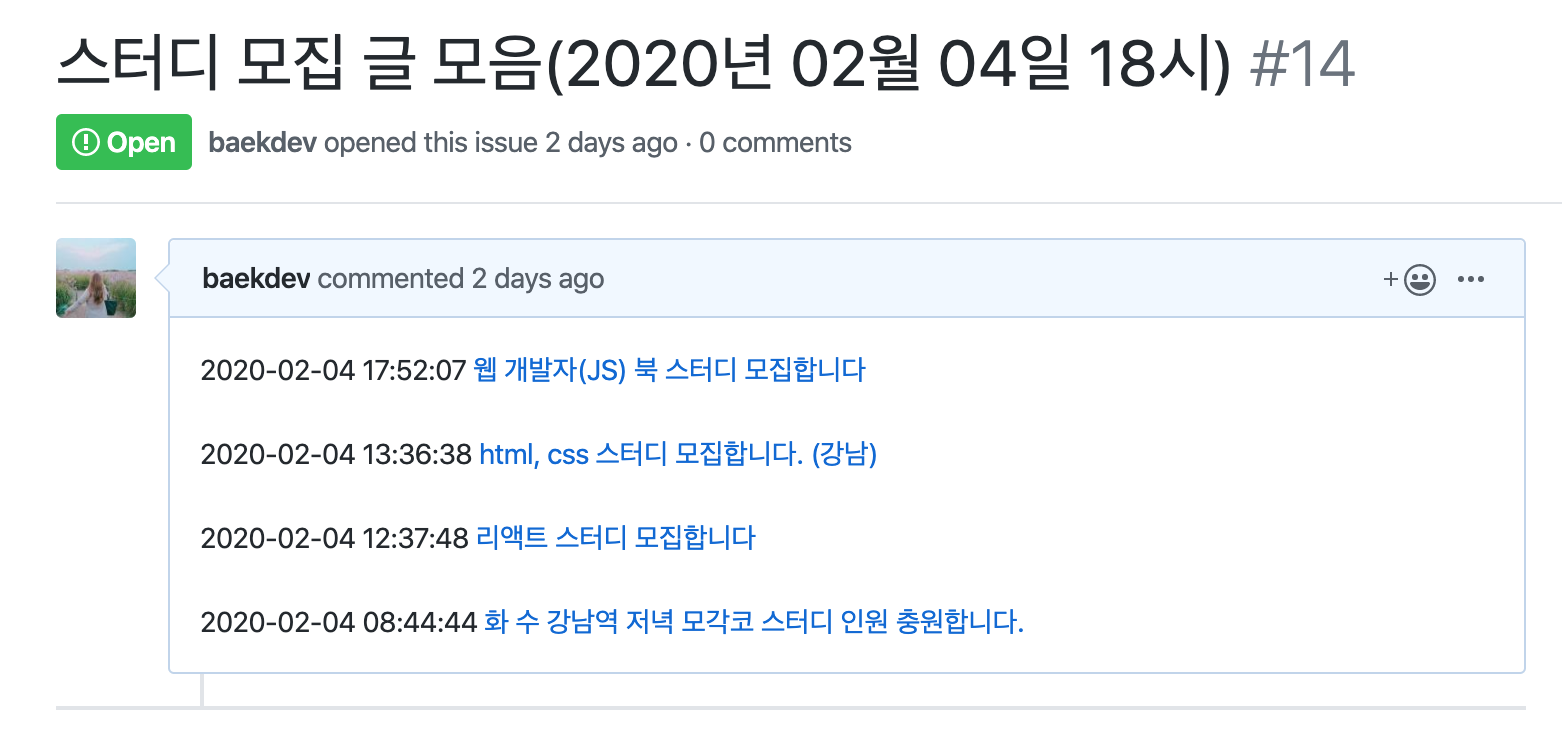 스터디 모집 글 모음(2020년 02월 04일 18시) #14
Open baekdev opened this issue 2 days ago · 0 comments
baekdev commented 2 days ago
2020-02-04 17:52:07 웹 개발자(JS) 북 스터디 모집합니다
2020-02-04 13:36:38 html, css 스터디 모집합니다. (강남)
2020-02-04 12:37:48 리액트 스터디 모집합니다
2020-02-04 08:44:44 화 수 강남역 저녁 모각코 스터디 인원 충원합니다.